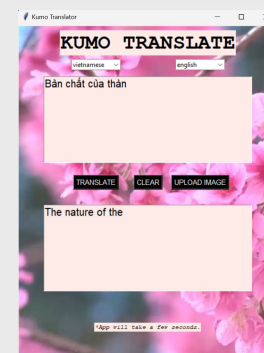 Kumo Translator
KUMO TRANSLATE
vietnamese english
Bản chất của thàn
TRANSLATE CLEAR UPLOAD IMAGE
The nature of the
*App will take a few seconds.